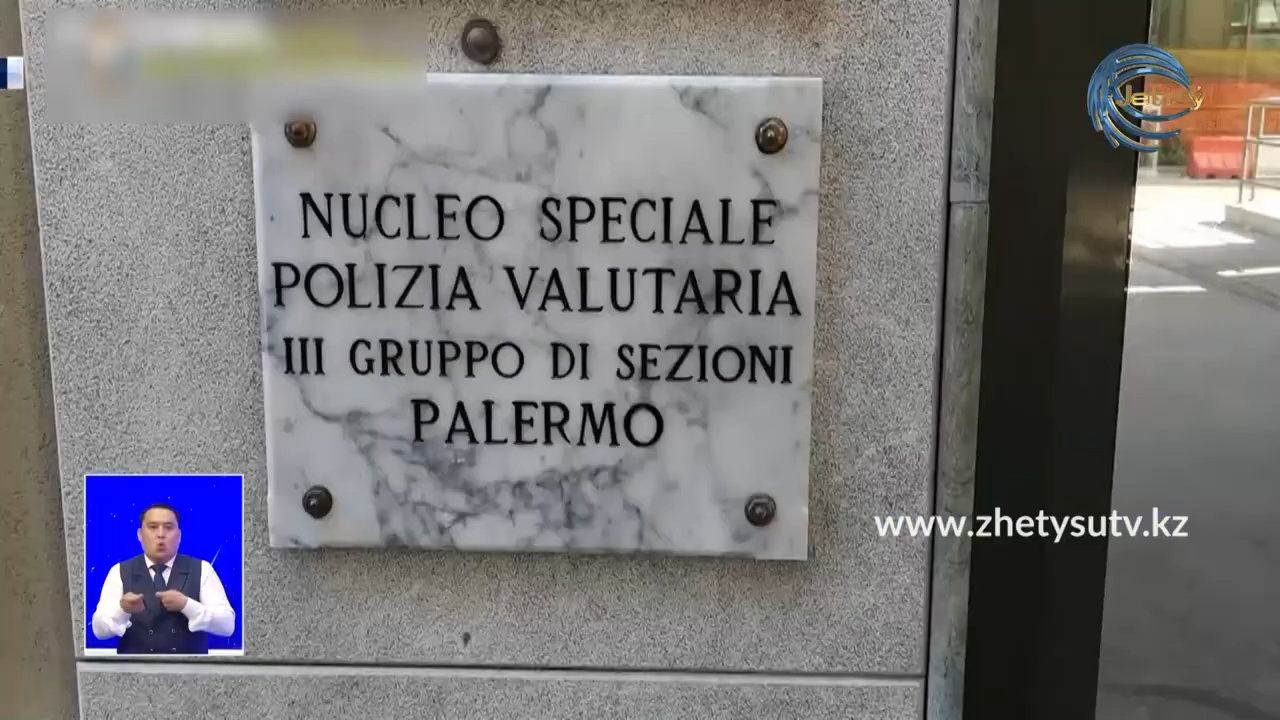 NUCLEO SPECIALE
POLIZIA VALUTARIA
III GRUPPO DI SEZIONI
PALERMO
www.zhetysutv.kz